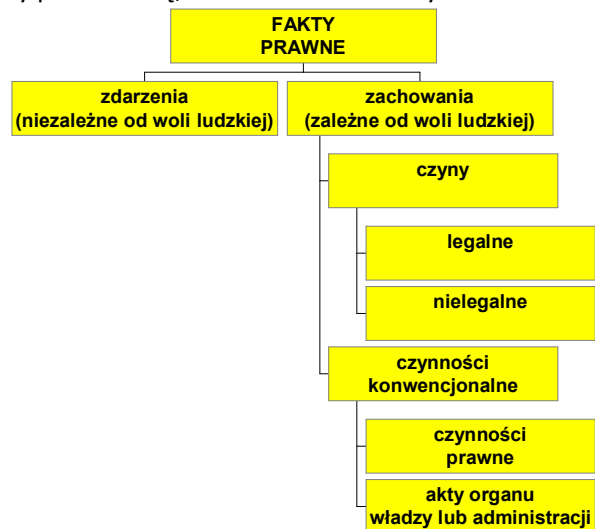 FAKTY
PRAWNE
zdarzenia
(niezależne od woli ludzkiej)
zachowania
(zależne od woli ludzkiej)
czyny
legalne
nielegalne
czynności
konwencjonalne
czynności
prawne
akty organu
władzy lub administracji